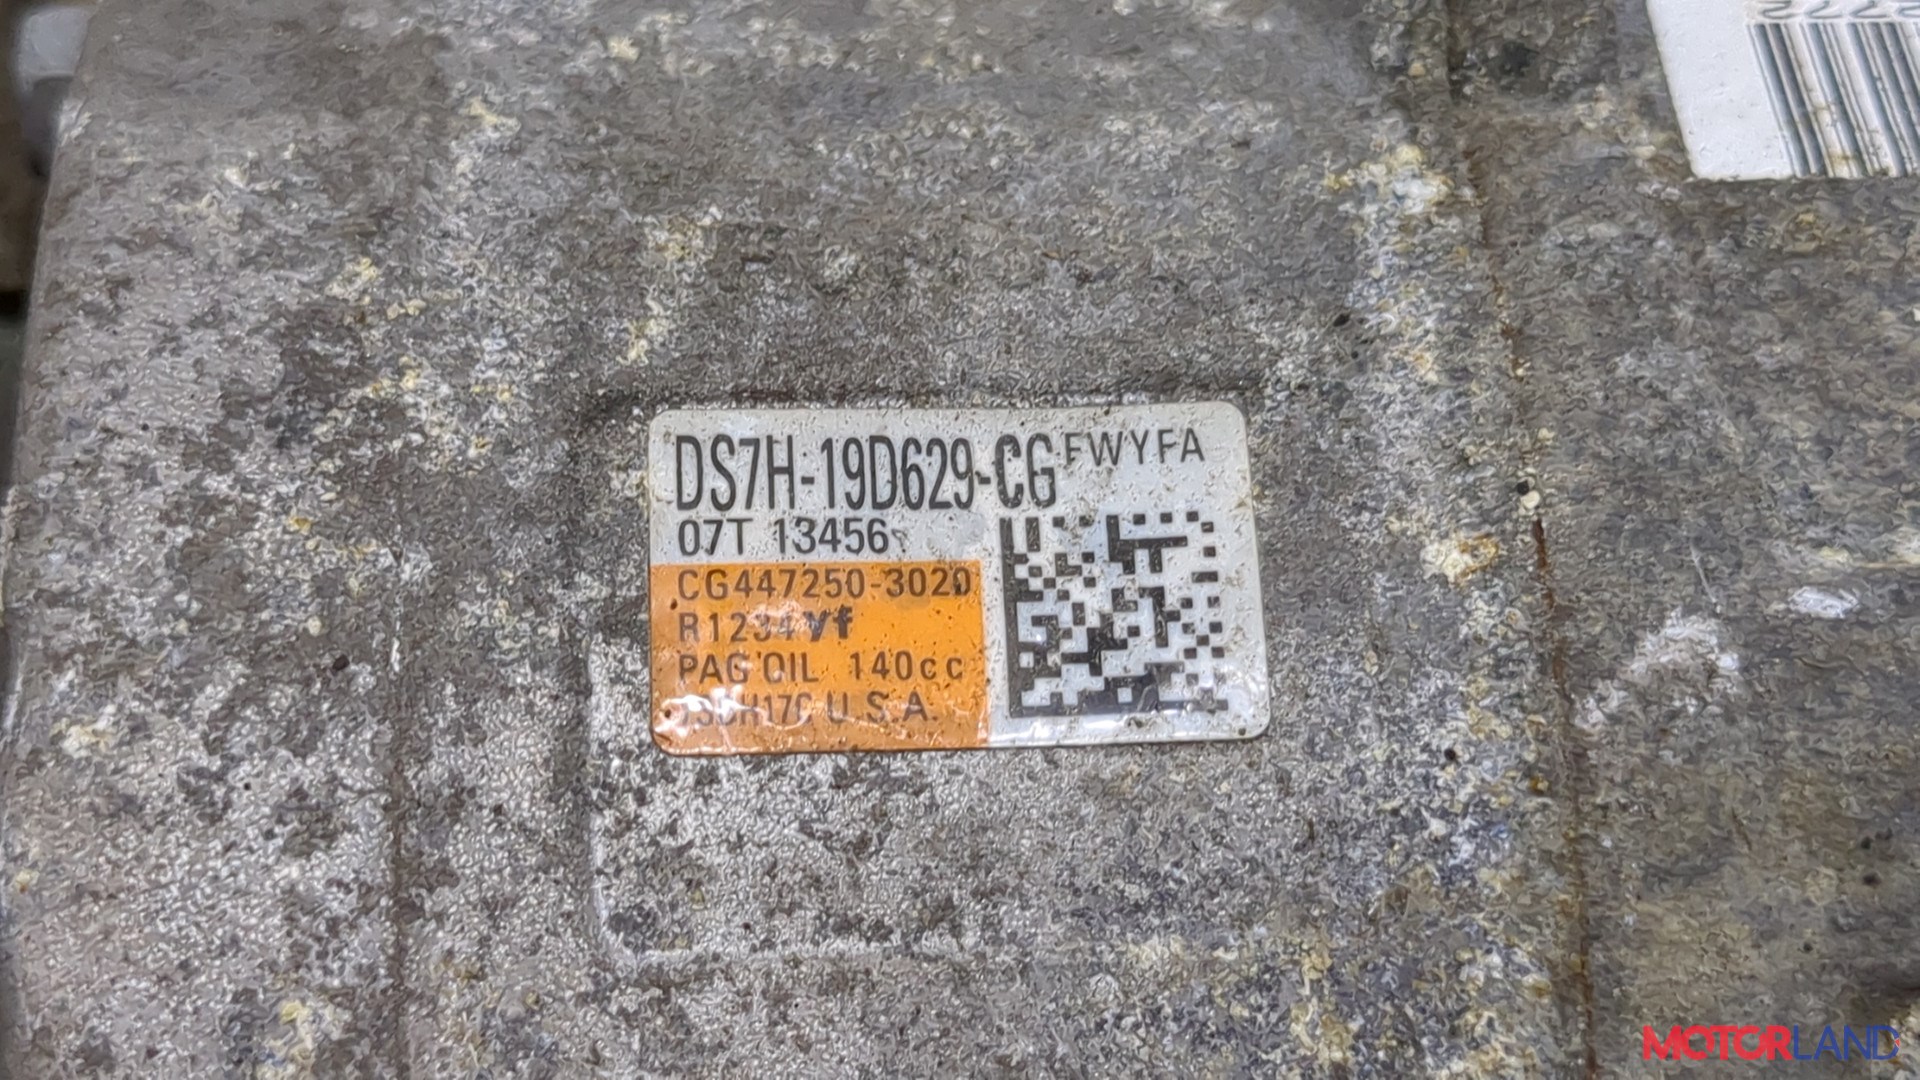 DS7H-19D629-CG FWYFA
07T 13456
CG447250-3020
R1234yf
PAG OIL 140cc
U.S.A.
MOTORLAND